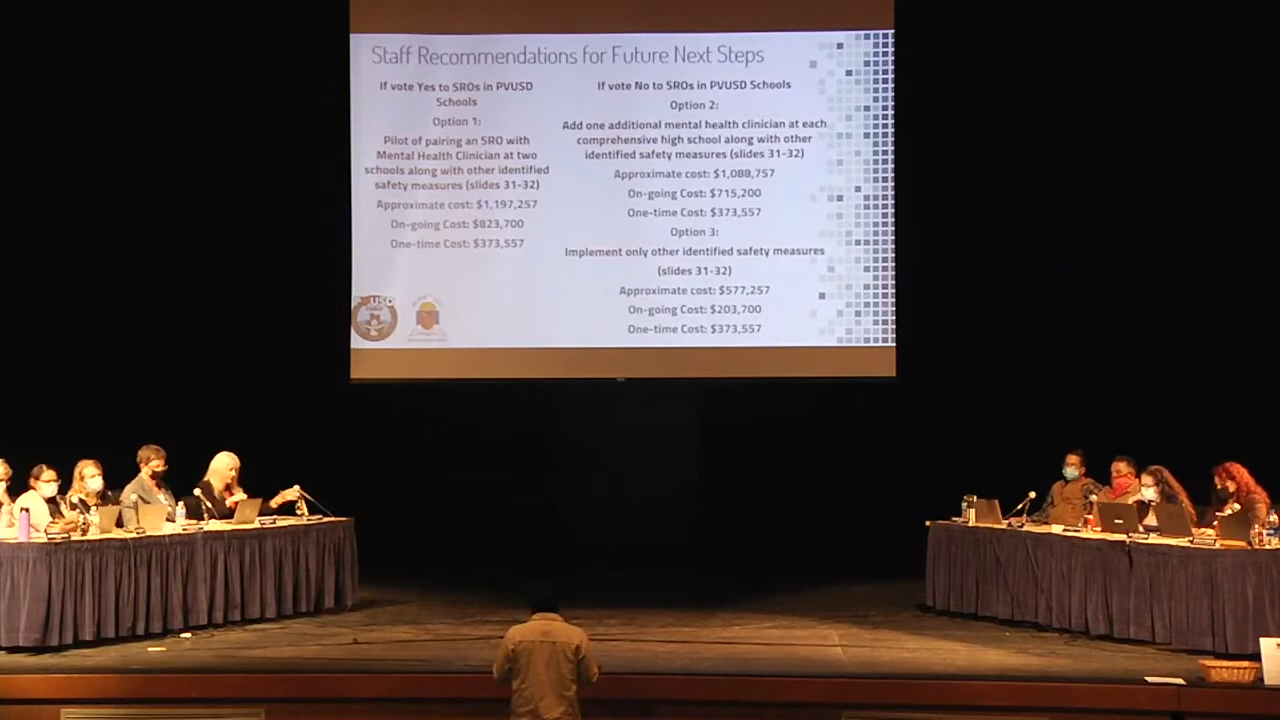 Staff Recommendations for Future Next Steps
If vote Yes to SROs in PVUSD
Schools
Option 1:
Pilot of pairing an SRO with
Mental Health Clinician at two
schools along with other identified
safety measures (slides 31-32)
Approximate cost: $1,197,257
On-going Cost: $823,700
One-time Cost: $373,557
If vote No to SROs in PVUSD Schools
Option 2:
Add one additional mental health clinician at each
comprehensive high school along with other
identified safety measures (slides 31-32)
Approximate cost: $1,088,757
On-going Cost: $715,200
One-time Cost: $373,557
Option 3:
Implement only other identified safety measures
(slides 31-32)
Approximate cost: $577,257
On-going Cost: $203,700
One-time Cost: $373,557